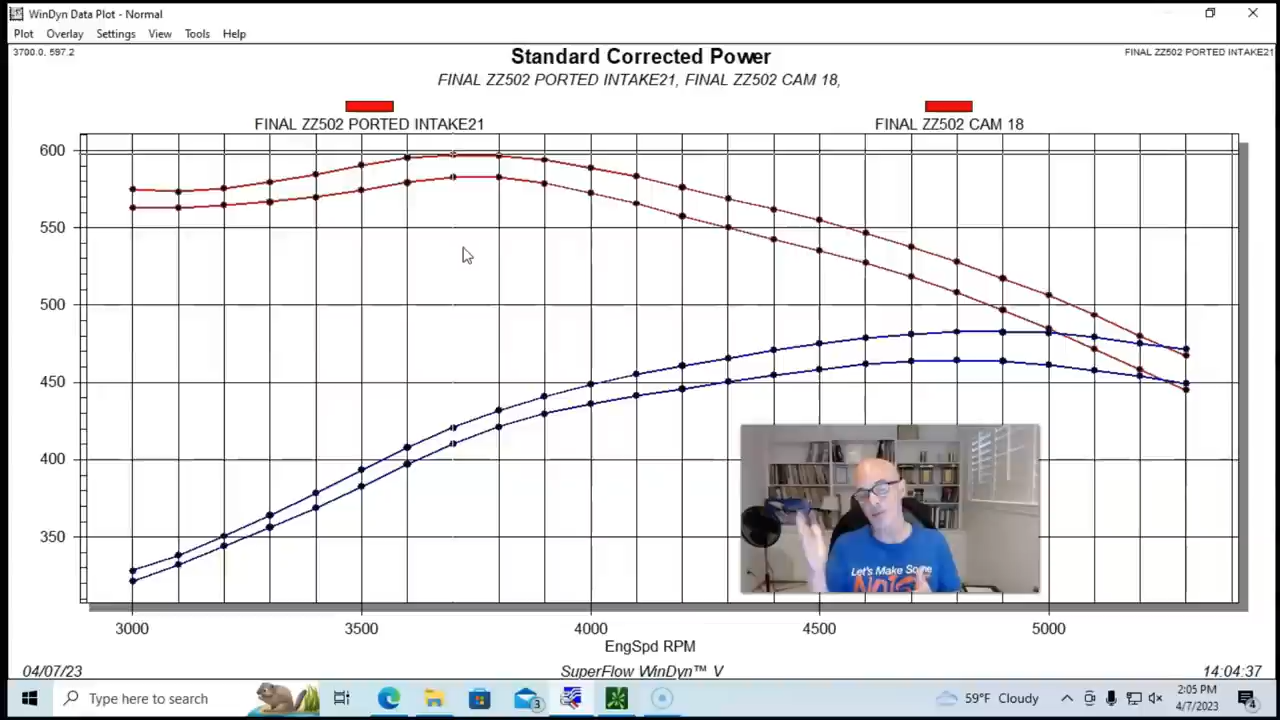 WinDyn Data Plot - Normal
Plot Overlay Settings View Tools Help
3700.0, 597.2
FINAL ZZ502 PORTED INTAKE21
Standard Corrected Power
FINAL ZZ502 PORTED INTAKE21, FINAL ZZ502 CAM 18,
FINAL ZZ502 PORTED INTAKE21
FINAL ZZ502 CAM 18
600
550
500
450
400
350
3000 3500 4000 4500 5000
EngSpd RPM
Let's Make Some
NOISE
04/07/23
SuperFlow WinDyn™ V
14:04:37
Type here to search
3
59°F Cloudy
2:05 PM
4/7/2023
4